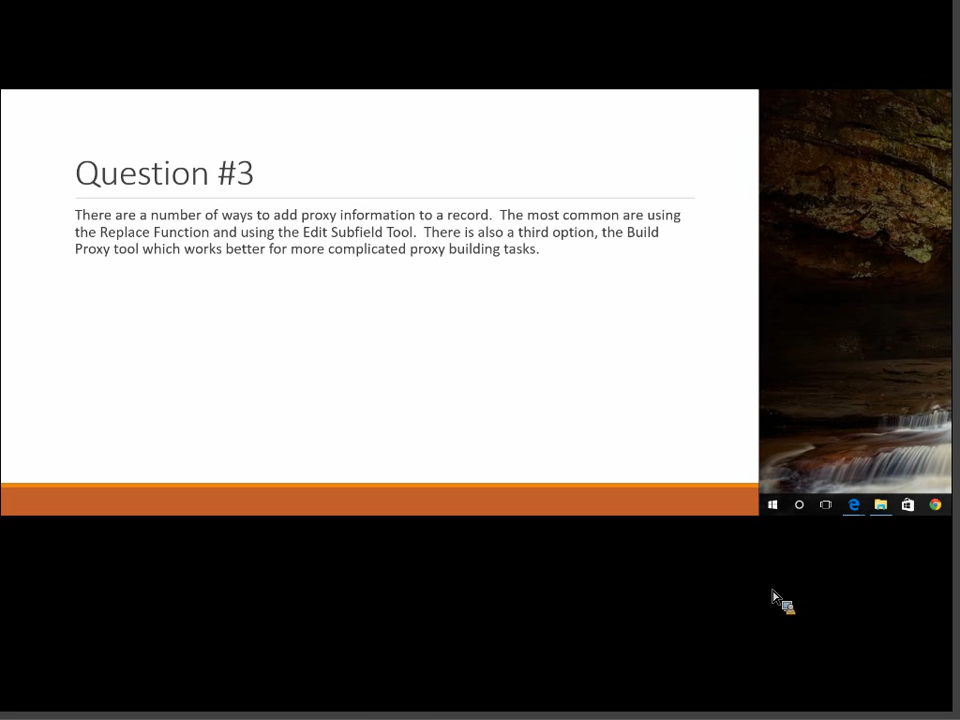 Question #3
There are a number of ways to add proxy information to a record.  The most common are using
the Replace Function and using the Edit Subfield Tool.  There is also a third option, the Build
Proxy tool which works better for more complicated proxy building tasks.